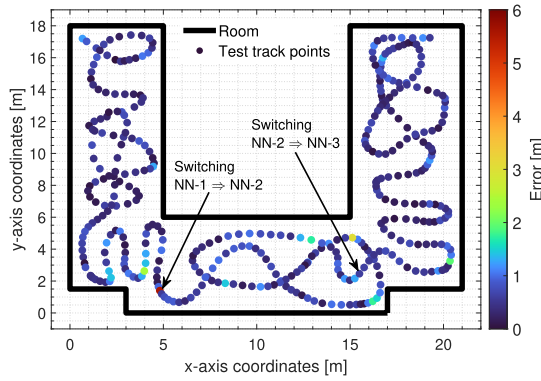 18
16
14
12
10
8
6
4
2
0
y-axis coordinates [m]
0
5
10
15
20
x-axis coordinates [m]
Room
Test track points
Switching
NN-2 ⇒ NN-3
Switching
NN-1 ⇒ NN-2
6
5
4
3
2
1
0
Error [m]